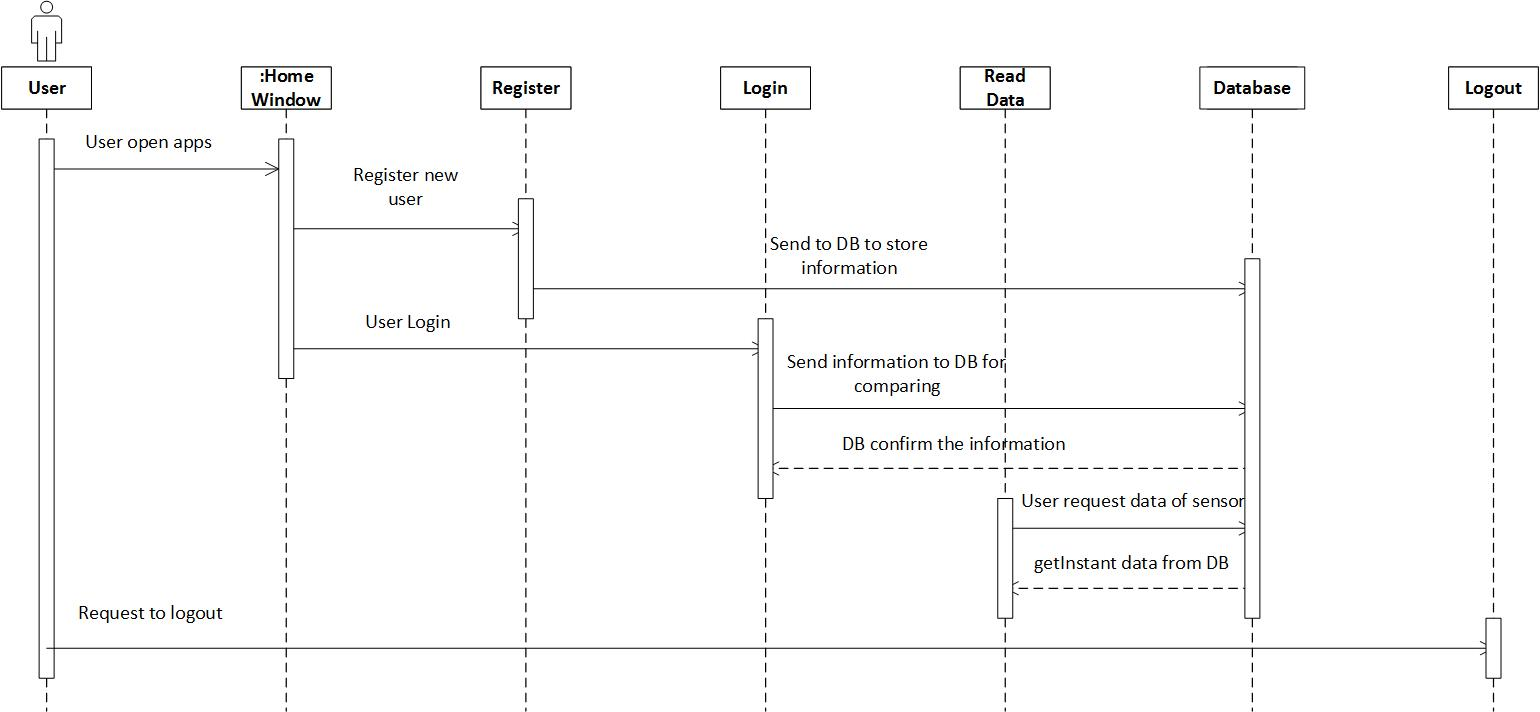 User
:Home
Window
Register
Login
Read
Data
Database
Logout
User open apps
Register new
user
Send to DB to store
information
User Login
Send information to DB for
comparing
DB confirm the information
User request data of sensor
getInstant data from DB
Request to logout